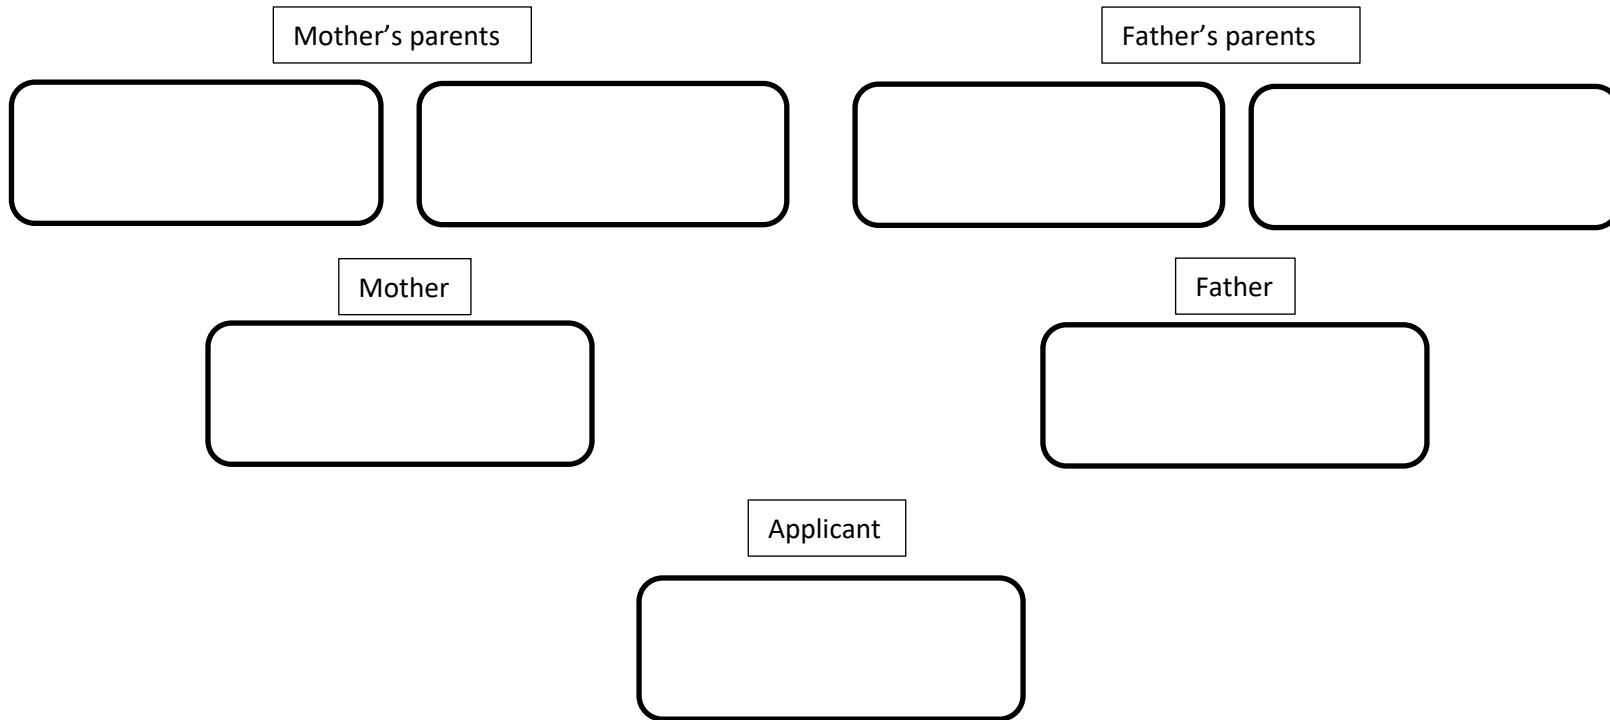 Mother’s parents
Father’s parents
Mother
Father
Applicant